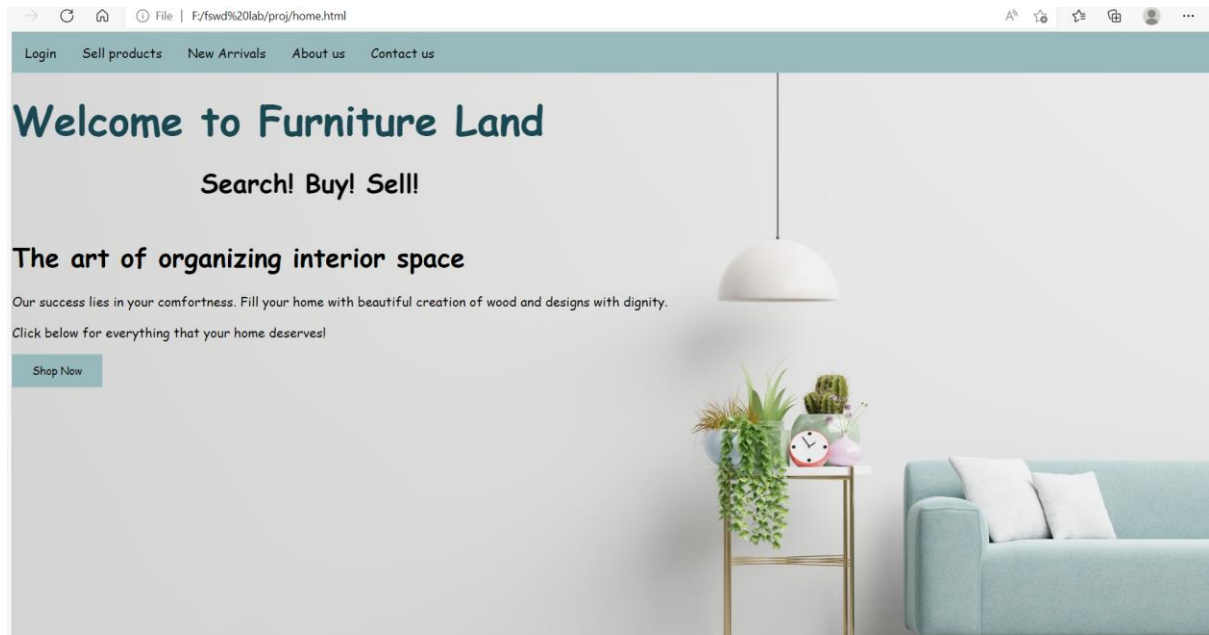 File | F:/fswd%20lab/proj/home.html
Login Sell products New Arrivals About us Contact us
Welcome to Furniture Land
Search! Buy! Sell!
The art of organizing interior space
Our success lies in your comfortness. Fill your home with beautiful creation of wood and designs with dignity.
Click below for everything that your home deserves!
Shop Now